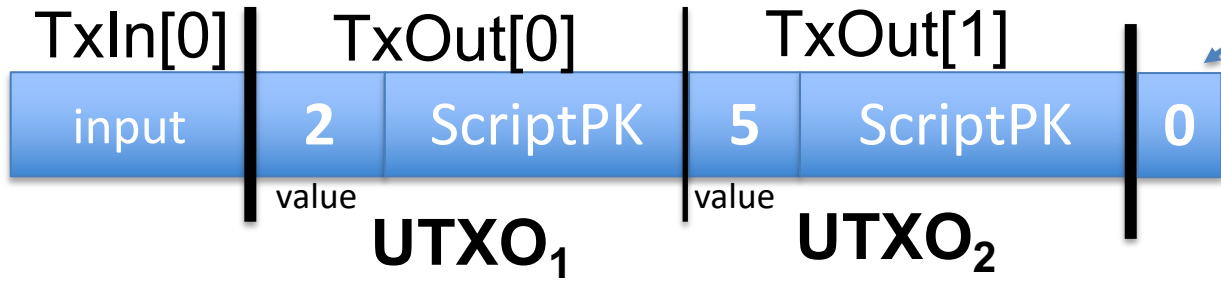 TxIn[0] TxOut[0] TxOut[1]
input 2 ScriptPK 5 ScriptPK 0
value value
UTXO₁ UTXO₂